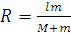 R = lm / M+m